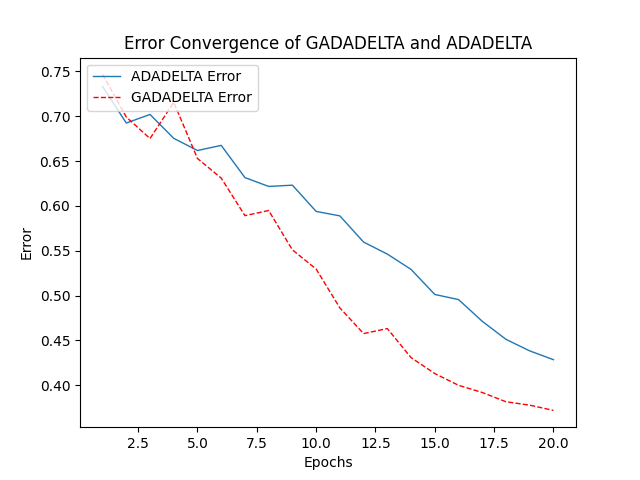 Error Convergence of GADADELTA and ADADELTA
ADADELTA Error
GADADELTA Error
0.75
0.70
0.65
0.60
0.55
0.50
0.45
0.40
Error
2.5 5.0 7.5 10.0 12.5 15.0 17.5 20.0
Epochs